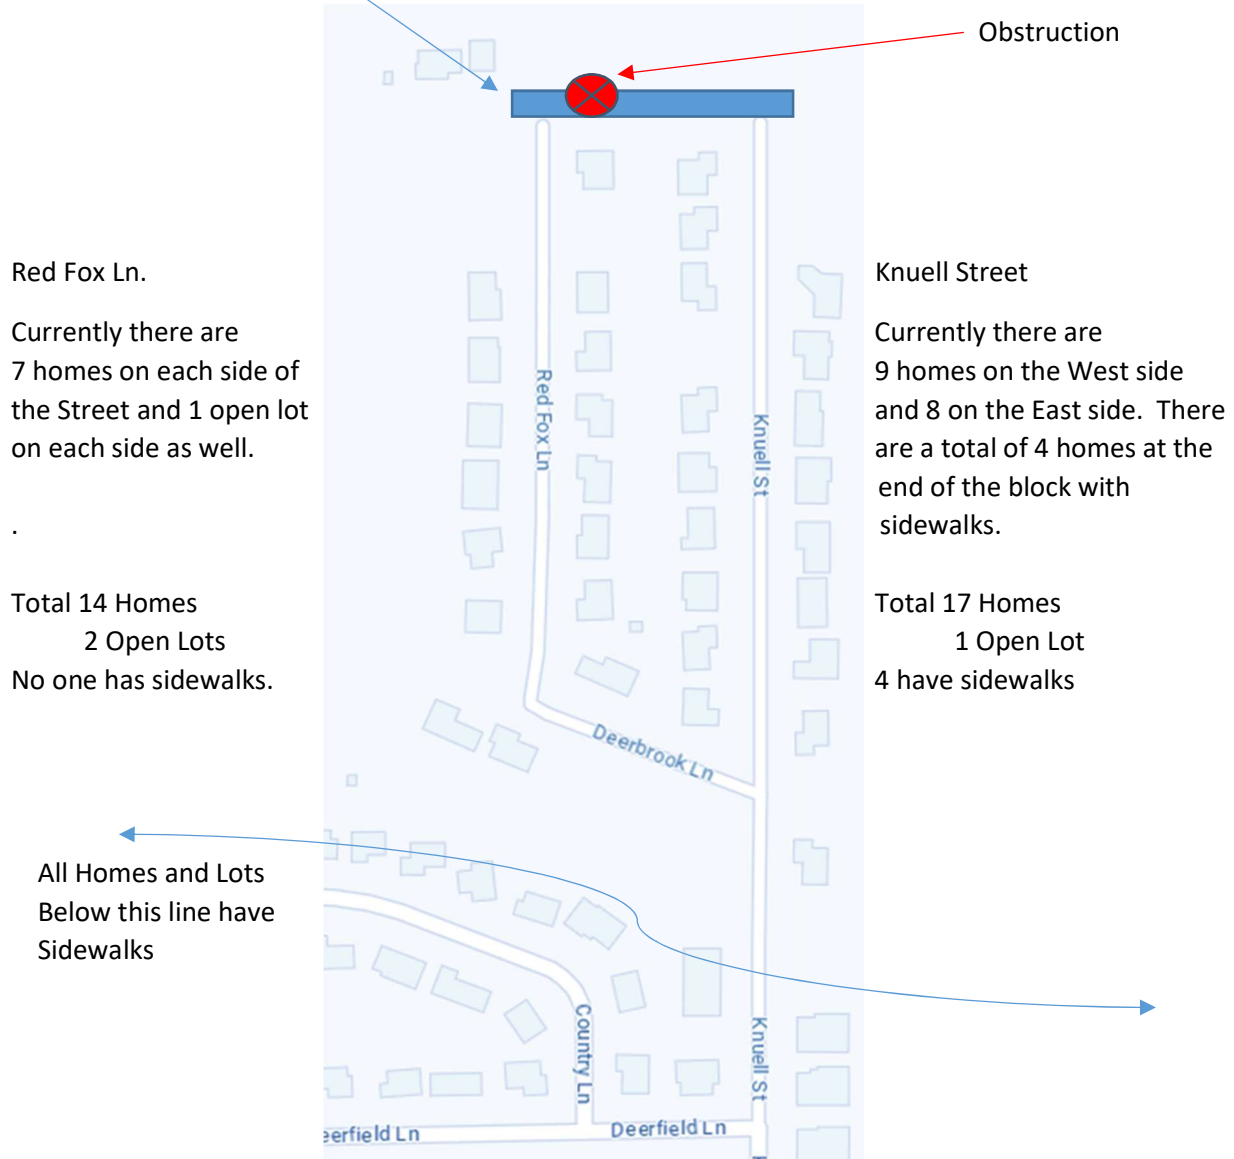 Obstruction
Red Fox Ln.
Currently there are
7 homes on each side of
the Street and 1 open lot
on each side as well.
.
Total 14 Homes
2 Open Lots
No one has sidewalks.
Knuell Street
Currently there are
9 homes on the West side
and 8 on the East side.  There
are a total of 4 homes at the
end of the block with
sidewalks.
Total 17 Homes
1 Open Lot
4 have sidewalks
Red Fox Ln
Knuell St
Deerbrook Ln
All Homes and Lots
Below this line have
Sidewalks
Country Ln
Knuell St
eerfield Ln
Deerfield Ln